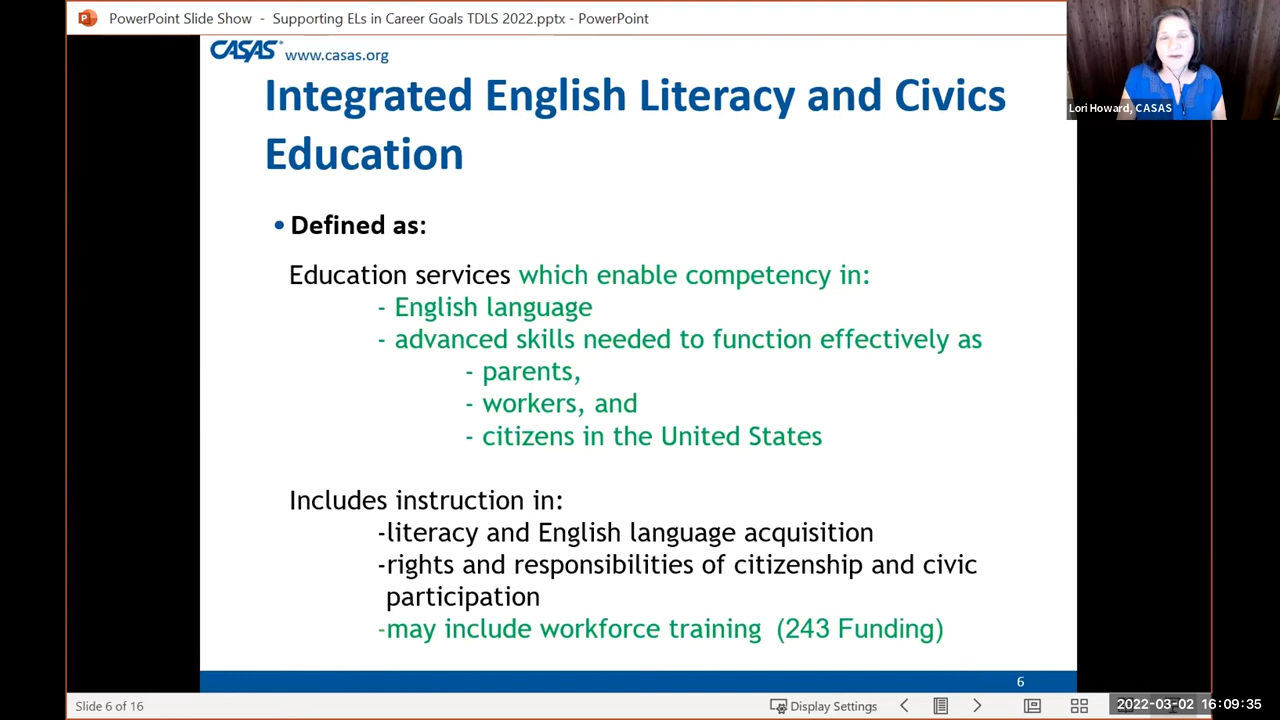 PowerPoint Slide Show - Supporting ELs in Career Goals TDLS 2022.pptx - PowerPoint
CASAS www.casas.org
Lori Howard, CASAS
Integrated English Literacy and Civics
Education
• Defined as:
Education services which enable competency in:
- English language
- advanced skills needed to function effectively as
- parents,
- workers, and
- citizens in the United States
Includes instruction in:
-literacy and English language acquisition
-rights and responsibilities of citizenship and civic
participation
-may include workforce training (243 Funding)
6
Slide 6 of 16
Display Settings
2022-03-02 16:09:35